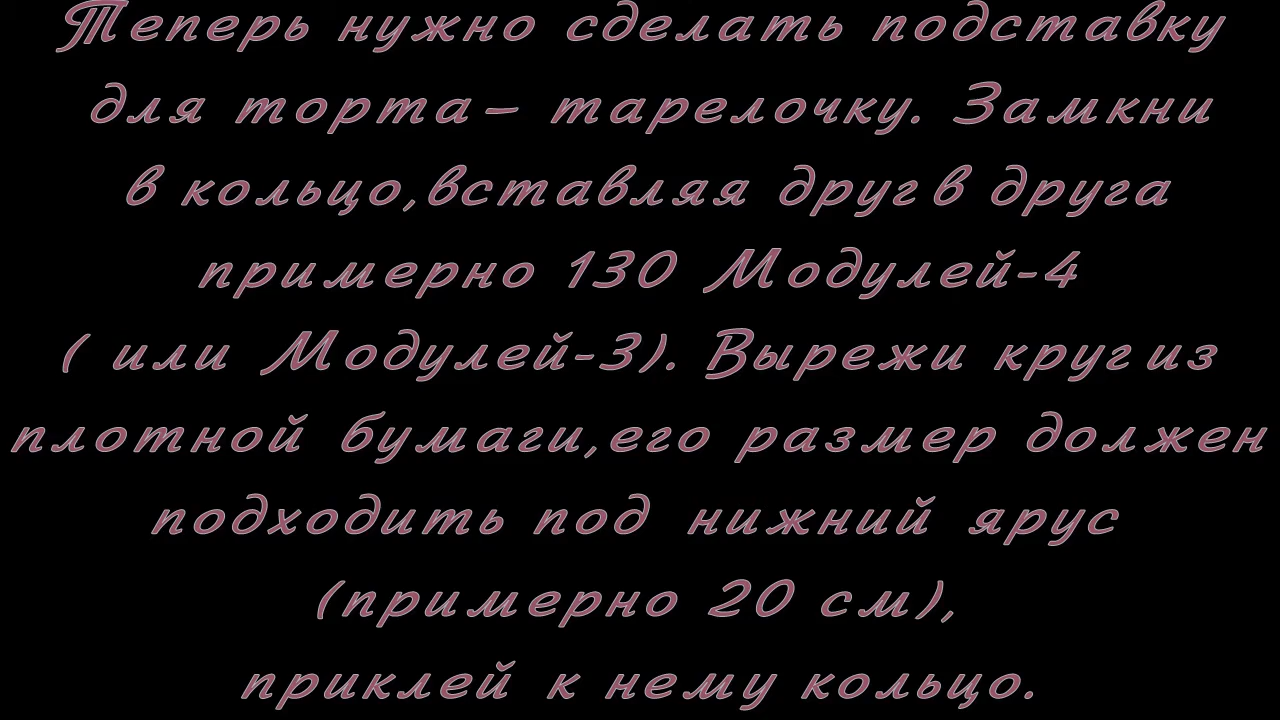 Теперь нужно сделать подставку
для торта – тарелочку. Замкни
в кольцо,вставляя друг в друга
примерно 130 Модулей-4
( или Модулей-3). Вырежи круг из
плотной бумаги,его размер должен
подходить под нижний ярус
(примерно 20 см),
приклей к нему кольцо.